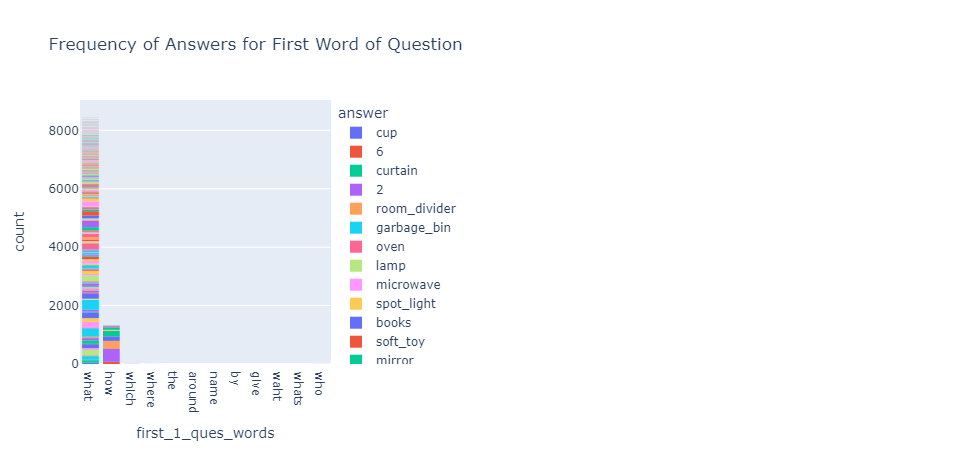 Frequency of Answers for First Word of Question
count
8000
6000
4000
2000
0
what
how
which
where
the
around
name
by
give
waht
whats
who
first_1_ques_words
answer
cup
6
curtain
2
room_divider
garbage_bin
oven
lamp
microwave
spot_light
books
soft_toy
mirror